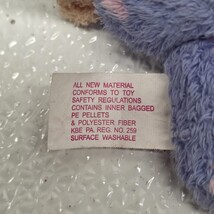 ALL NEW MATERIAL
CONFORMS TO TOY
SAFETY REGULATIONS
CONTAINS INNER BAGGED
PE PELLETS
& POLYESTER FIBER
KBE PA. REG. NO. 259
SURFACE WASHABLE